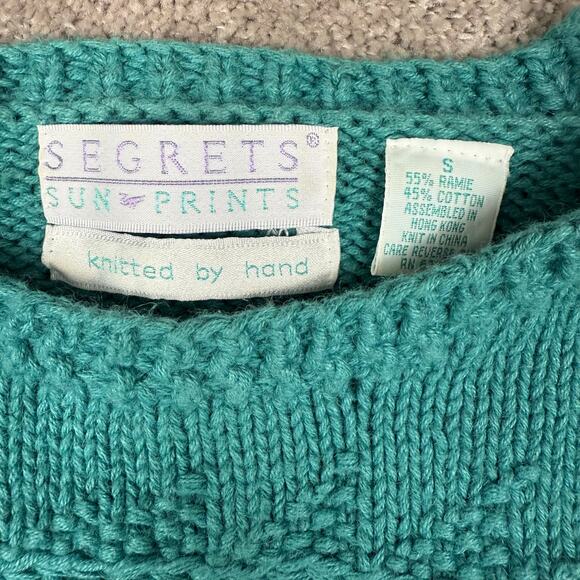 SEGRETS®
SUN PRINTS
knitted by hand
S
55% RAMIE
45% COTTON
ASSEMBLED IN
HONG KONG
KNIT IN CHINA
CARE REVERSE
RN